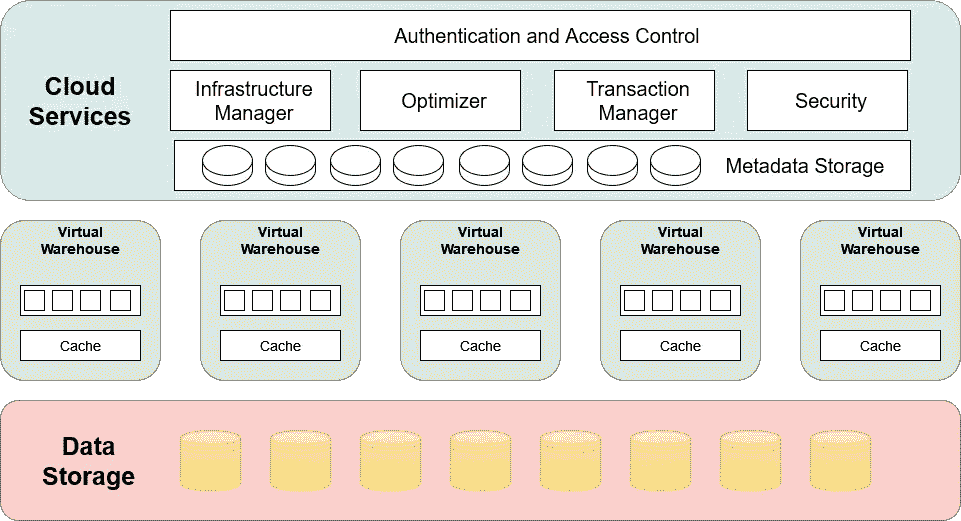 Authentication and Access Control
Cloud
Services
Infrastructure
Manager
Optimizer
Transaction
Manager
Security
Metadata Storage
Virtual
Warehouse
Cache
Virtual
Warehouse
Cache
Virtual
Warehouse
Cache
Virtual
Warehouse
Cache
Virtual
Warehouse
Cache
Data
Storage